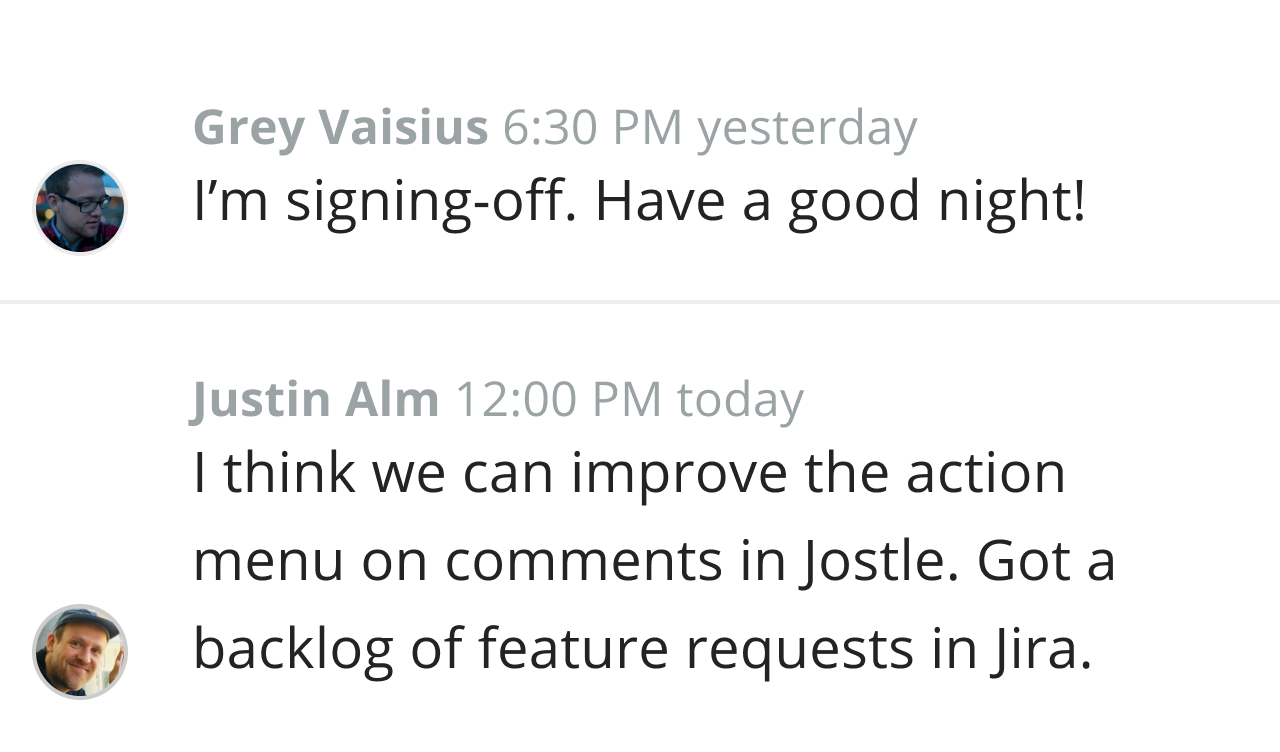 Grey Vaisius 6:30 PM yesterday
I’m signing-off. Have a good night!
Justin Alm 12:00 PM today
I think we can improve the action
menu on comments in Jostle. Got a
backlog of feature requests in Jira.